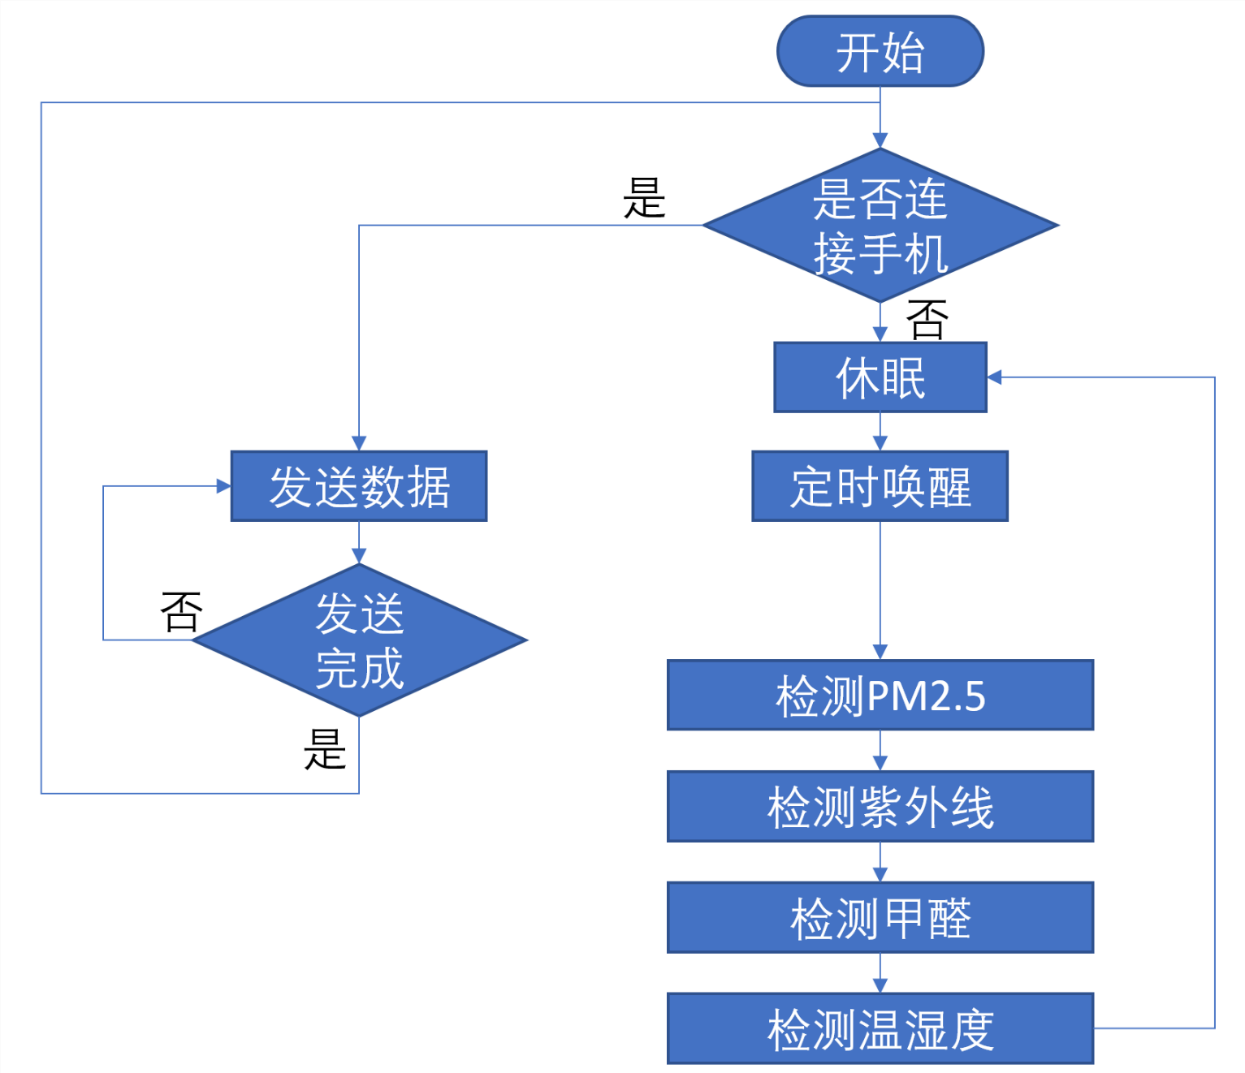 开始
是
是否连
接手机
否
休眠
发送数据
定时唤醒
否
发送
完成
是
检测PM2.5
检测紫外线
检测甲醛
检测温湿度